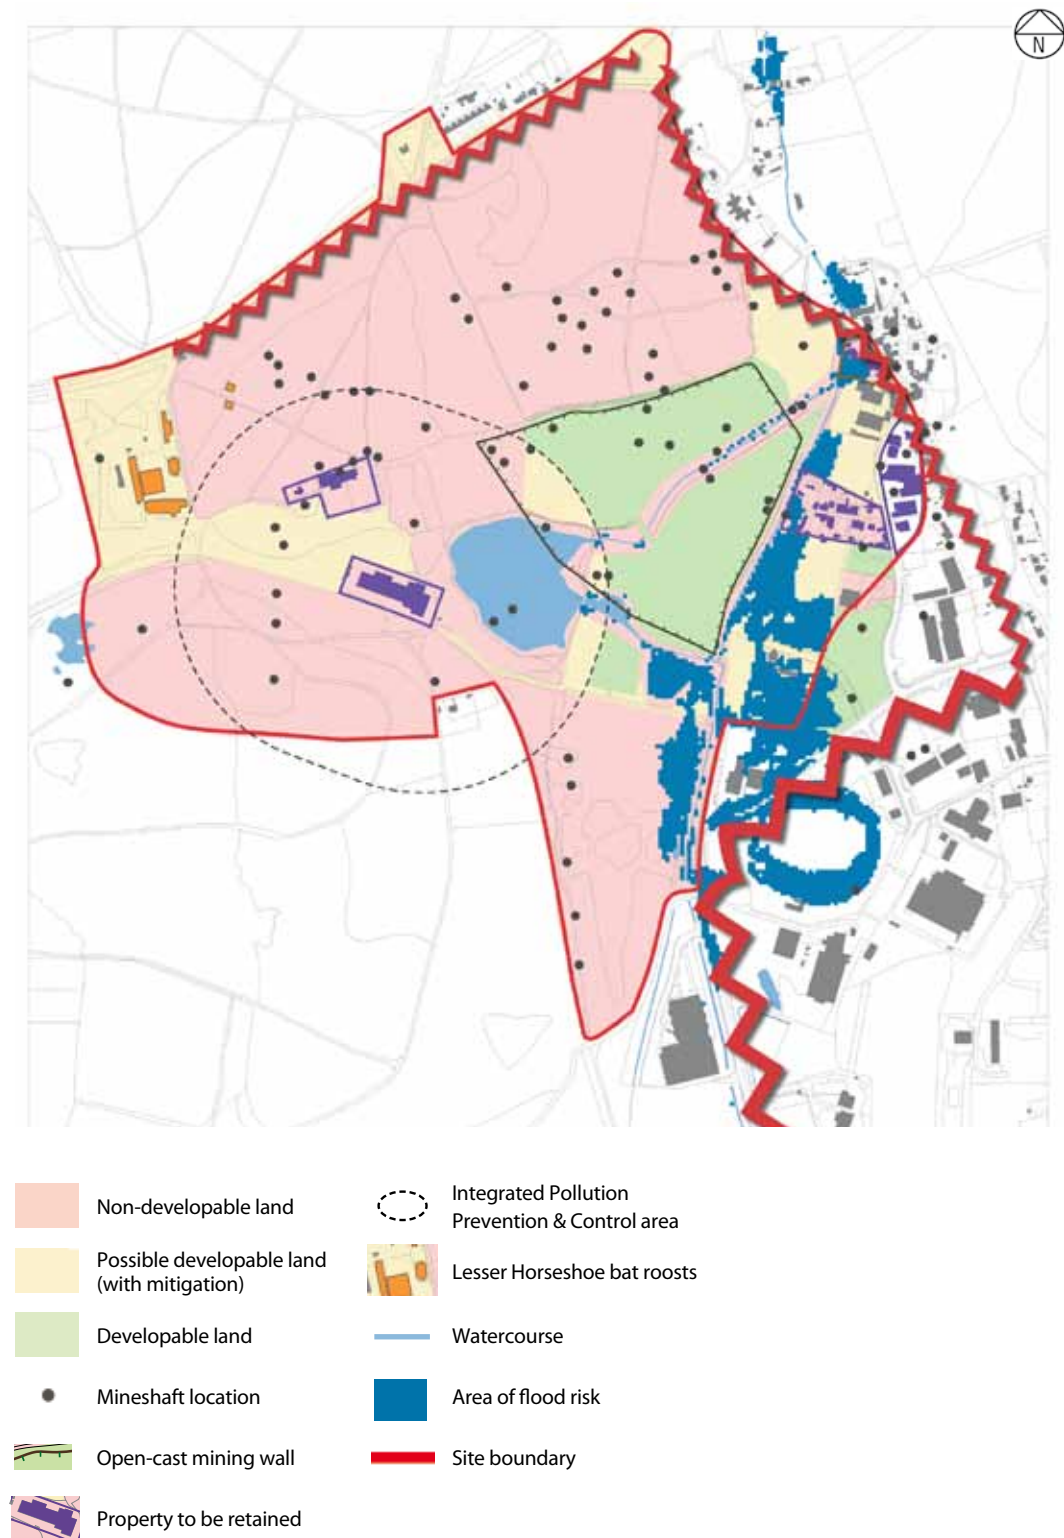 N
Non-developable land
Possible developable land
(with mitigation)
Developable land
Mineshaft location
Open-cast mining wall
Property to be retained
Integrated Pollution
Prevention & Control area
Lesser Horseshoe bat roosts
Watercourse
Area of flood risk
Site boundary